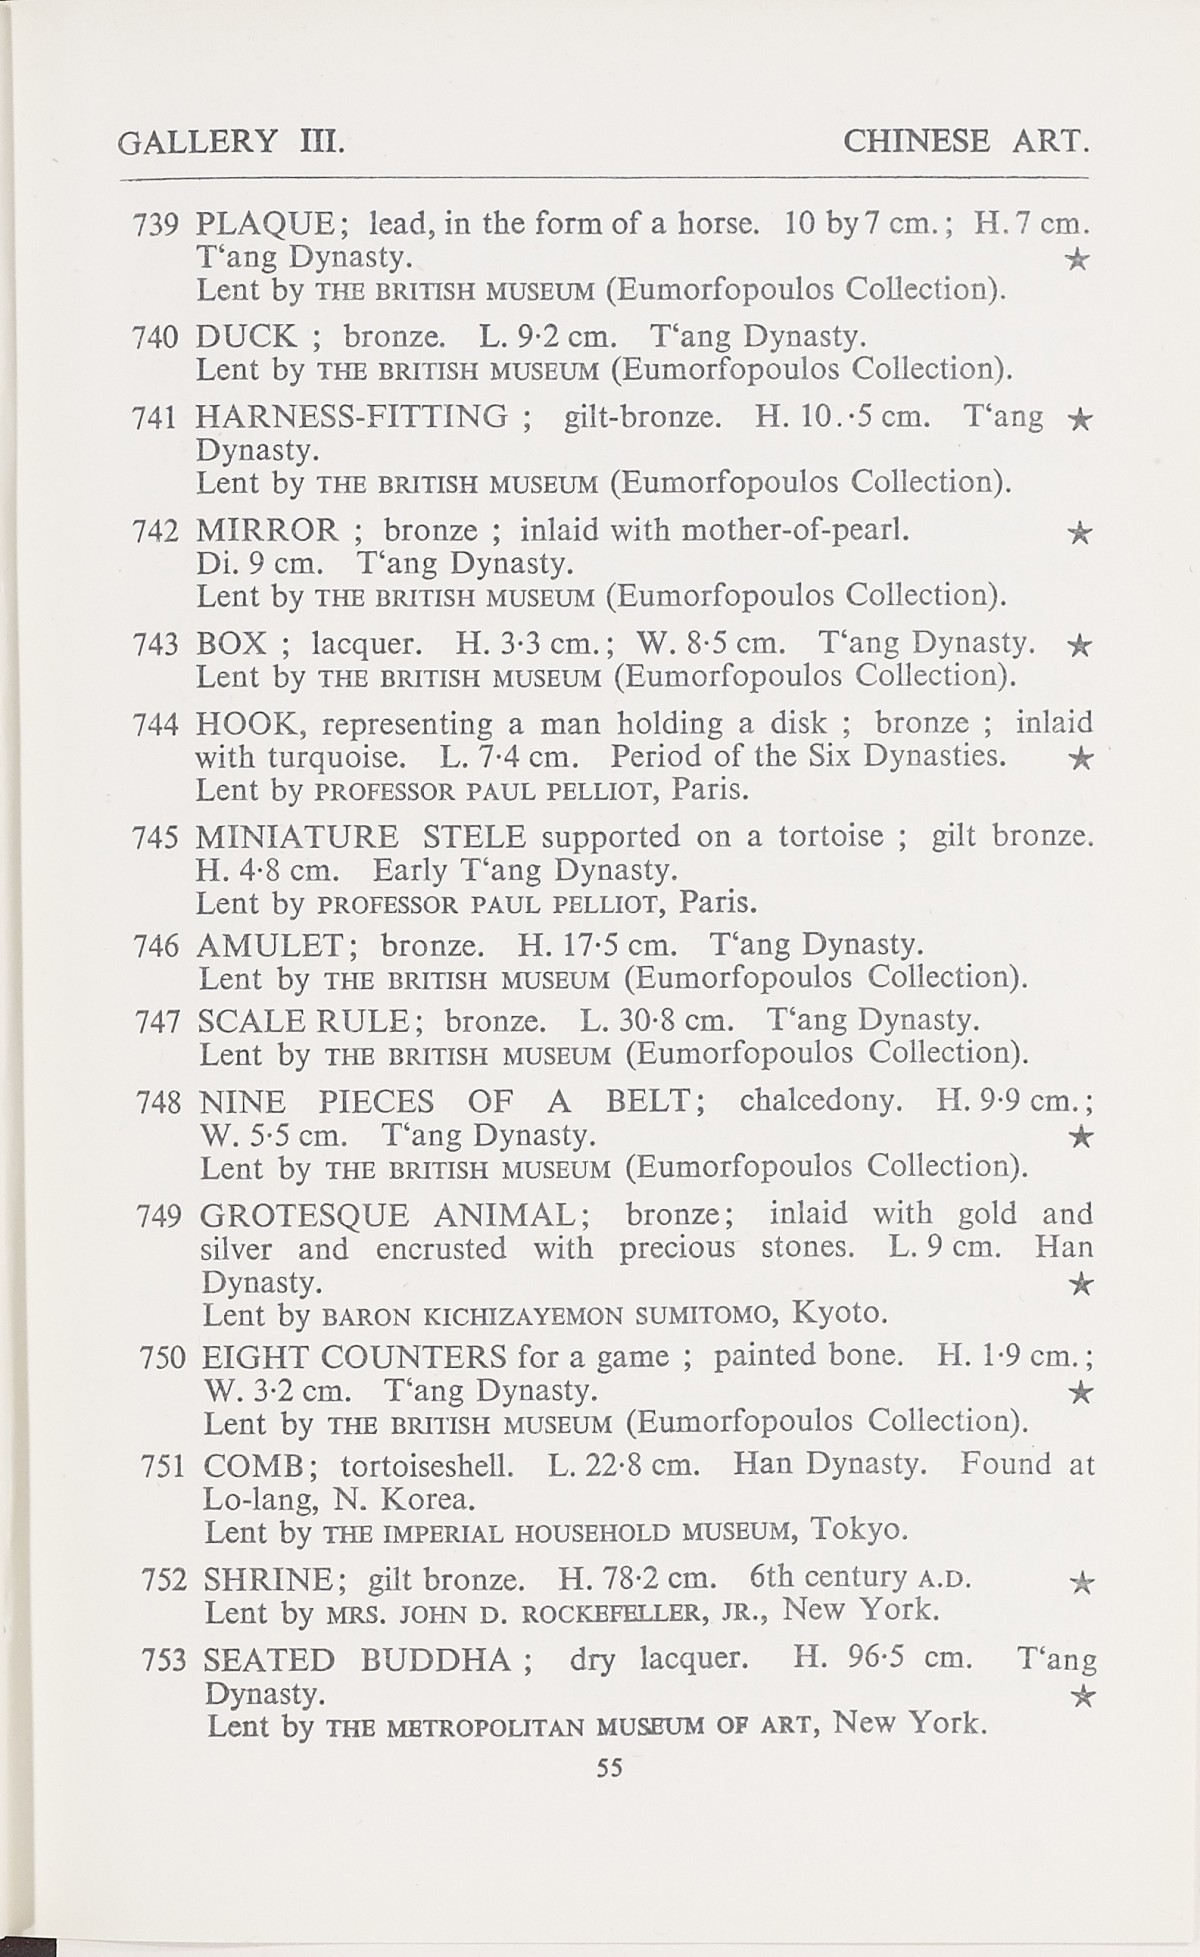 GALLERY III. CHINESE ART.
739 PLAQUE; lead, in the form of a horse. 10 by 7 cm.; H. 7 cm.
T‘ang Dynasty. ★
Lent by THE BRITISH MUSEUM (Eumorfopoulos Collection).
740 DUCK ; bronze. L. 9·2 cm. T‘ang Dynasty.
Lent by THE BRITISH MUSEUM (Eumorfopoulos Collection).
741 HARNESS-FITTING ; gilt-bronze. H. 10.·5 cm. T‘ang ★
Dynasty.
Lent by THE BRITISH MUSEUM (Eumorfopoulos Collection).
742 MIRROR ; bronze ; inlaid with mother-of-pearl. ★
Di. 9 cm. T‘ang Dynasty.
Lent by THE BRITISH MUSEUM (Eumorfopoulos Collection).
743 BOX ; lacquer. H. 3·3 cm.; W. 8·5 cm. T‘ang Dynasty. ★
Lent by THE BRITISH MUSEUM (Eumorfopoulos Collection).
744 HOOK, representing a man holding a disk ; bronze ; inlaid
with turquoise. L. 7·4 cm. Period of the Six Dynasties. ★
Lent by PROFESSOR PAUL PELLIOT, Paris.
745 MINIATURE STELE supported on a tortoise ; gilt bronze.
H. 4·8 cm. Early T‘ang Dynasty.
Lent by PROFESSOR PAUL PELLIOT, Paris.
746 AMULET; bronze. H. 17·5 cm. T‘ang Dynasty.
Lent by THE BRITISH MUSEUM (Eumorfopoulos Collection).
747 SCALE RULE; bronze. L. 30·8 cm. T‘ang Dynasty.
Lent by THE BRITISH MUSEUM (Eumorfopoulos Collection).
748 NINE PIECES OF A BELT; chalcedony. H. 9·9 cm.;
W. 5·5 cm. T‘ang Dynasty. ★
Lent by THE BRITISH MUSEUM (Eumorfopoulos Collection).
749 GROTESQUE ANIMAL; bronze; inlaid with gold and
silver and encrusted with precious stones. L. 9 cm. Han
Dynasty. ★
Lent by BARON KICHIZAYEMON SUMITOMO, Kyoto.
750 EIGHT COUNTERS for a game ; painted bone. H. 1·9 cm.;
W. 3·2 cm. T‘ang Dynasty. ★
Lent by THE BRITISH MUSEUM (Eumorfopoulos Collection).
751 COMB; tortoiseshell. L. 22·8 cm. Han Dynasty. Found at
Lo-lang, N. Korea.
Lent by THE IMPERIAL HOUSEHOLD MUSEUM, Tokyo.
752 SHRINE; gilt bronze. H. 78·2 cm. 6th century A.D. ★
Lent by MRS. JOHN D. ROCKEFELLER, JR., New York.
753 SEATED BUDDHA ; dry lacquer. H. 96·5 cm. T‘ang
Dynasty. ★
Lent by THE METROPOLITAN MUSEUM OF ART, New York.
55